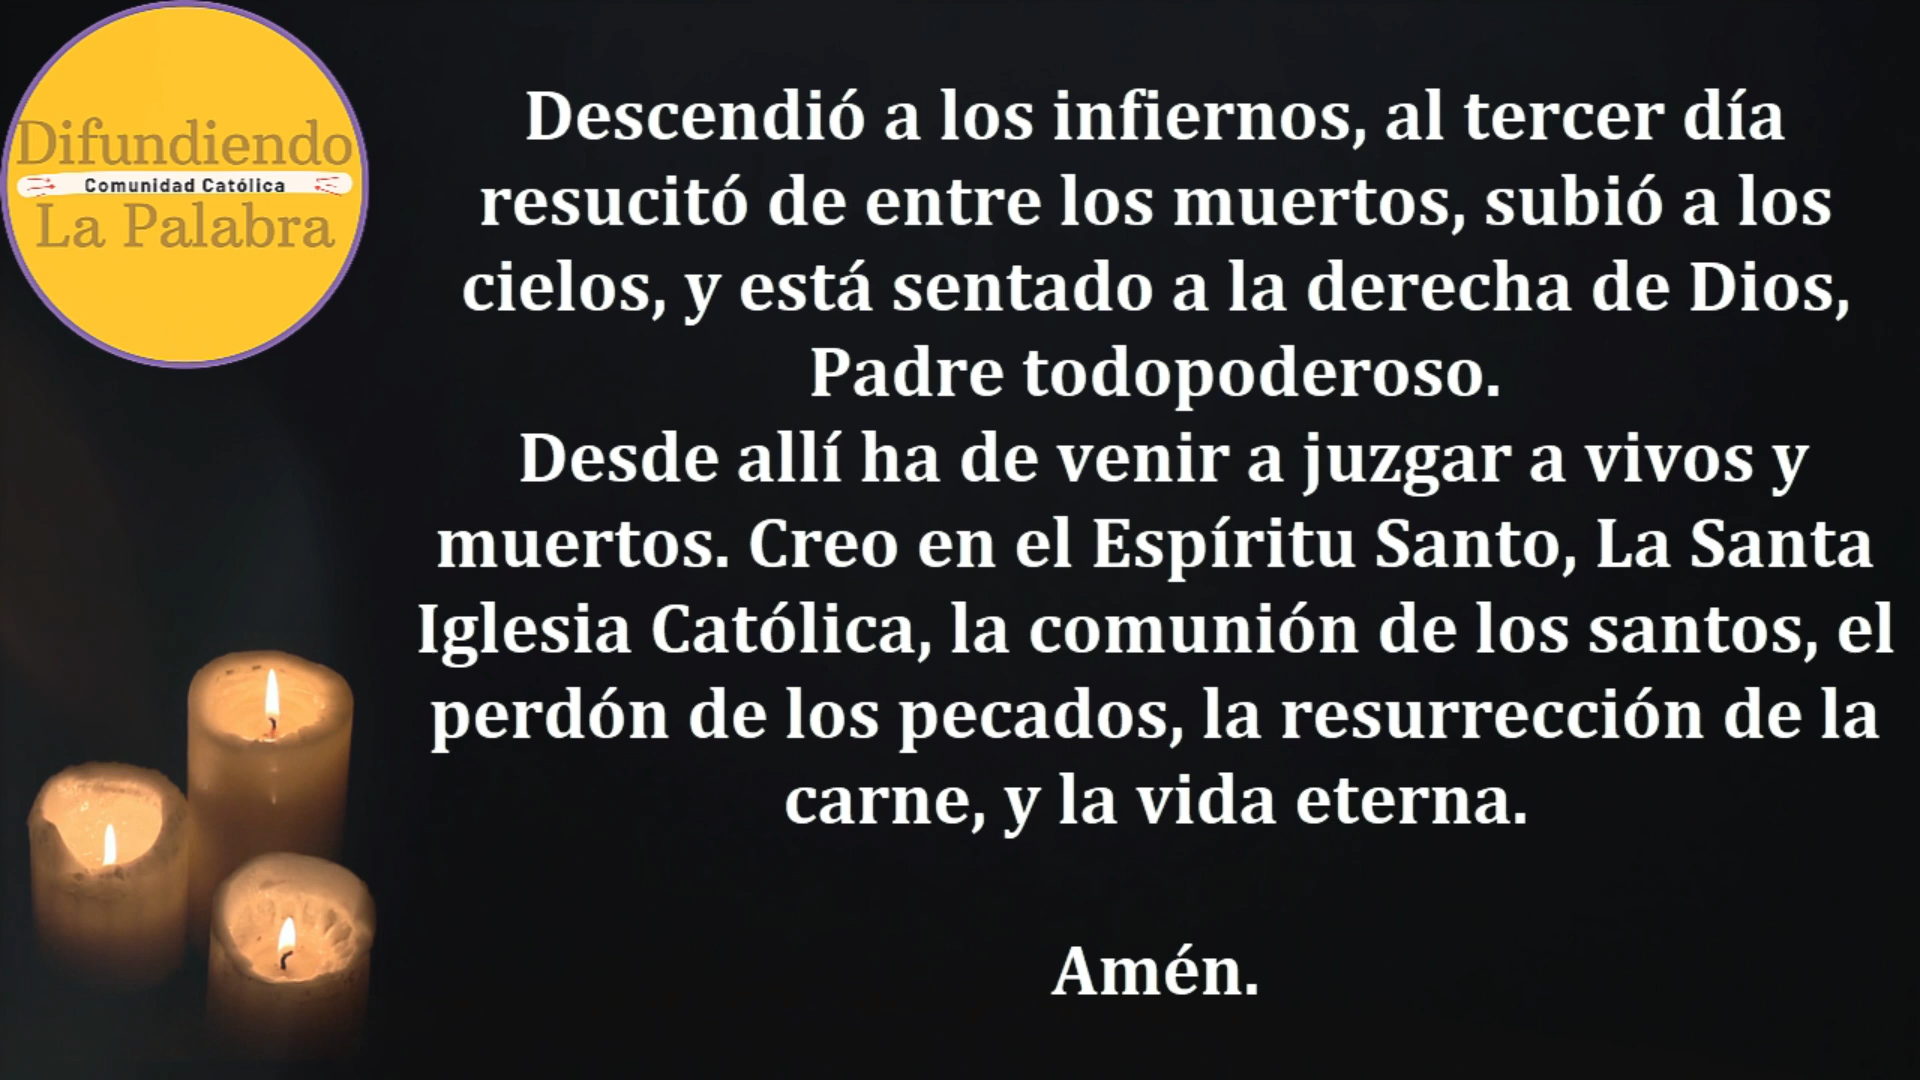 Difundiendo
Comunidad Católica
La Palabra
Descendió a los infiernos, al tercer día
resucitó de entre los muertos, subió a los
cielos, y está sentado a la derecha de Dios,
Padre todopoderoso.
Desde allí ha de venir a juzgar a vivos y
muertos. Creo en el Espíritu Santo, La Santa
Iglesia Católica, la comunión de los santos, el
perdón de los pecados, la resurrección de la
carne, y la vida eterna.
Amén.